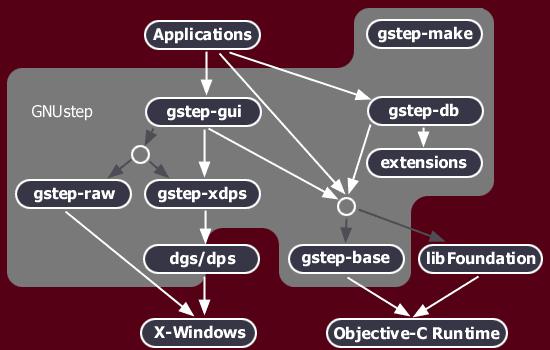 Applications
gstep-make
GNUstep
gstep-gui
gstep-db
extensions
gstep-raw
gstep-xdps
dgs/dps
gstep-base
libFoundation
X-Windows
Objective-C Runtime